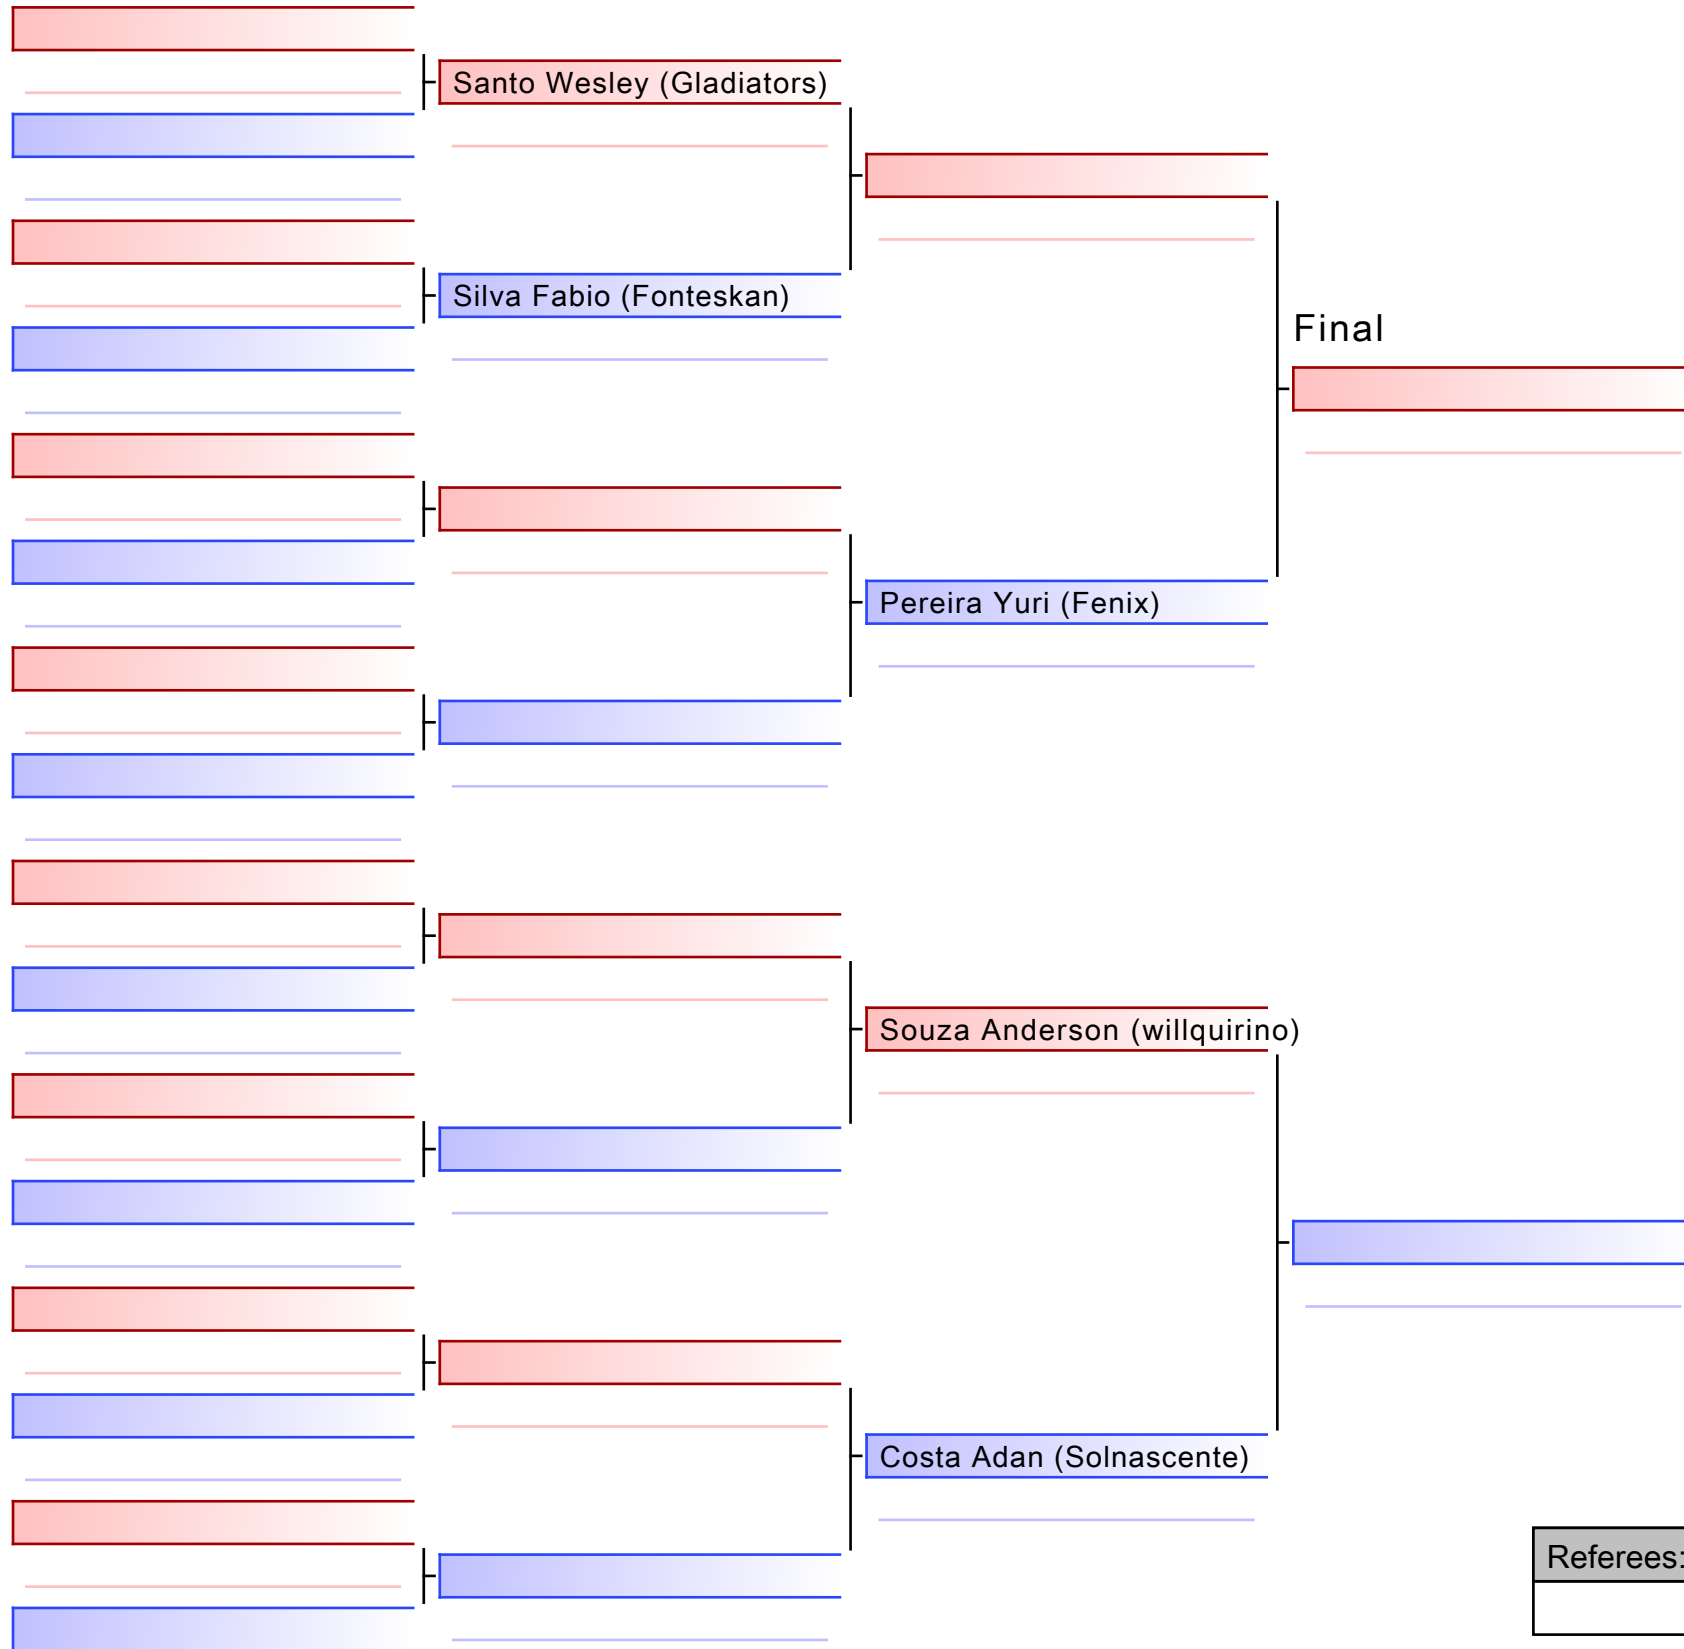 Santo Wesley (Gladiators)
Silva Fabio (Fonteskan)
Final
Pereira Yuri (Fenix)
Souza Anderson (willquirino)
Costa Adan (Solnascente)
Referees: